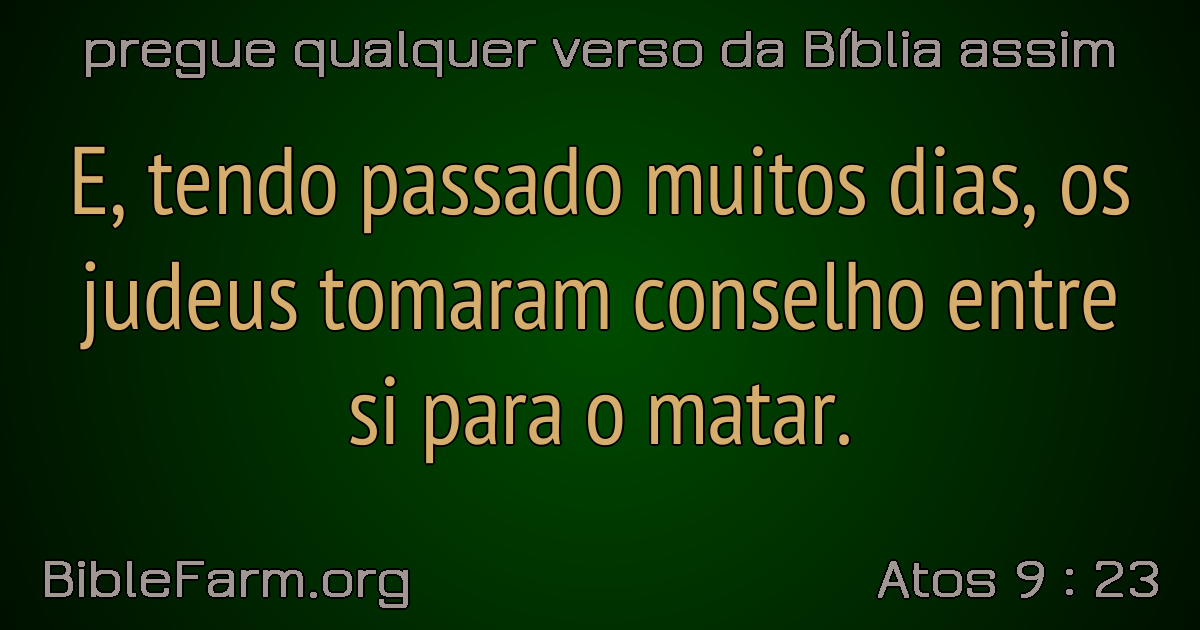 pregue qualquer verso da Bíblia assim
E, tendo passado muitos dias, os
judeus tomaram conselho entre
si para o matar.
BibleFarm.org
Atos 9 : 23